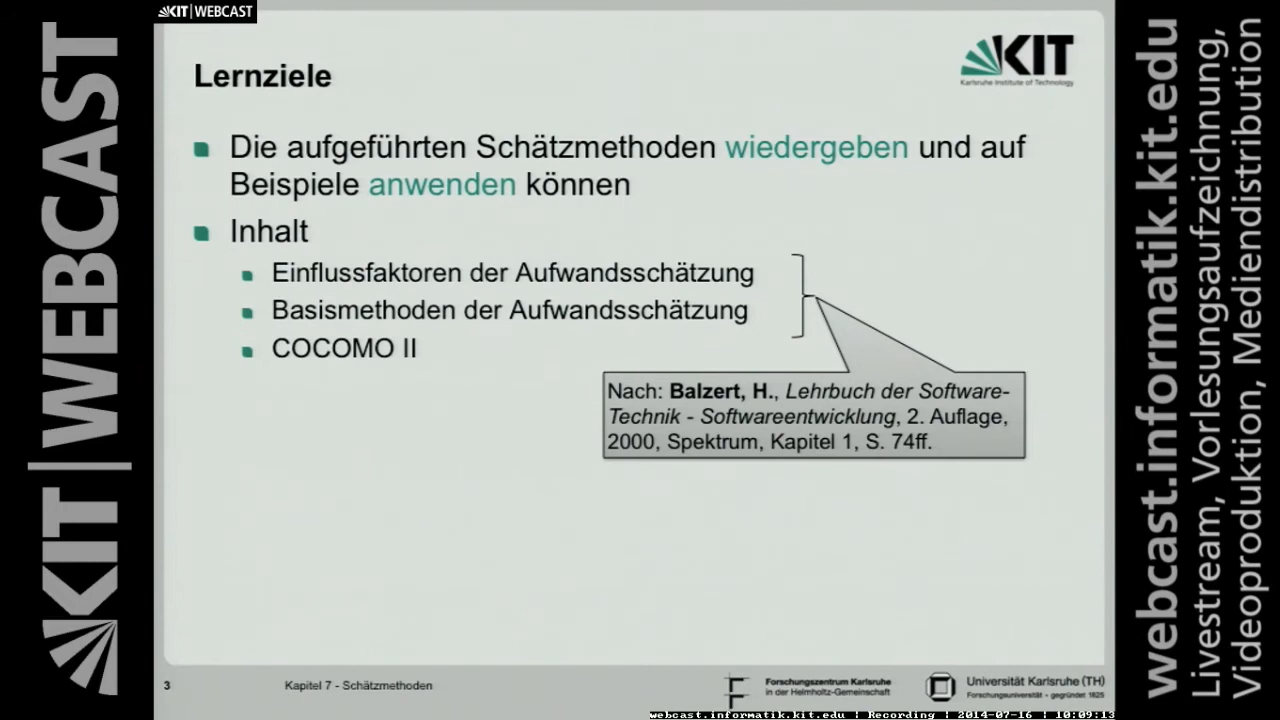 KIT | WEBCAST
KIT | WEBCAST
KIT
Karlsruhe Institute of Technology
Lernziele
Die aufgeführten Schätzmethoden wiedergeben und auf
Beispiele anwenden können
Inhalt
Einflussfaktoren der Aufwandsschätzung
Basismethoden der Aufwandsschätzung
COCOMO II
Nach: Balzert, H., Lehrbuch der Software-
Technik - Softwareentwicklung, 2. Auflage,
2000, Spektrum, Kapitel 1, S. 74ff.
3
Kapitel 7 - Schätzmethoden
Forschungszentrum Karlsruhe
in der Helmholtz-Gemeinschaft
Universität Karlsruhe (TH)
Forschungsuniversität - gegründet 1825
webcast.informatik.kit.edu | Recording | 2014-07-16 | 10:09:13
webcast.informatik.kit.edu
Livestream, Vorlesungsaufzeichnung,
Videoproduktion, Mediendistribution